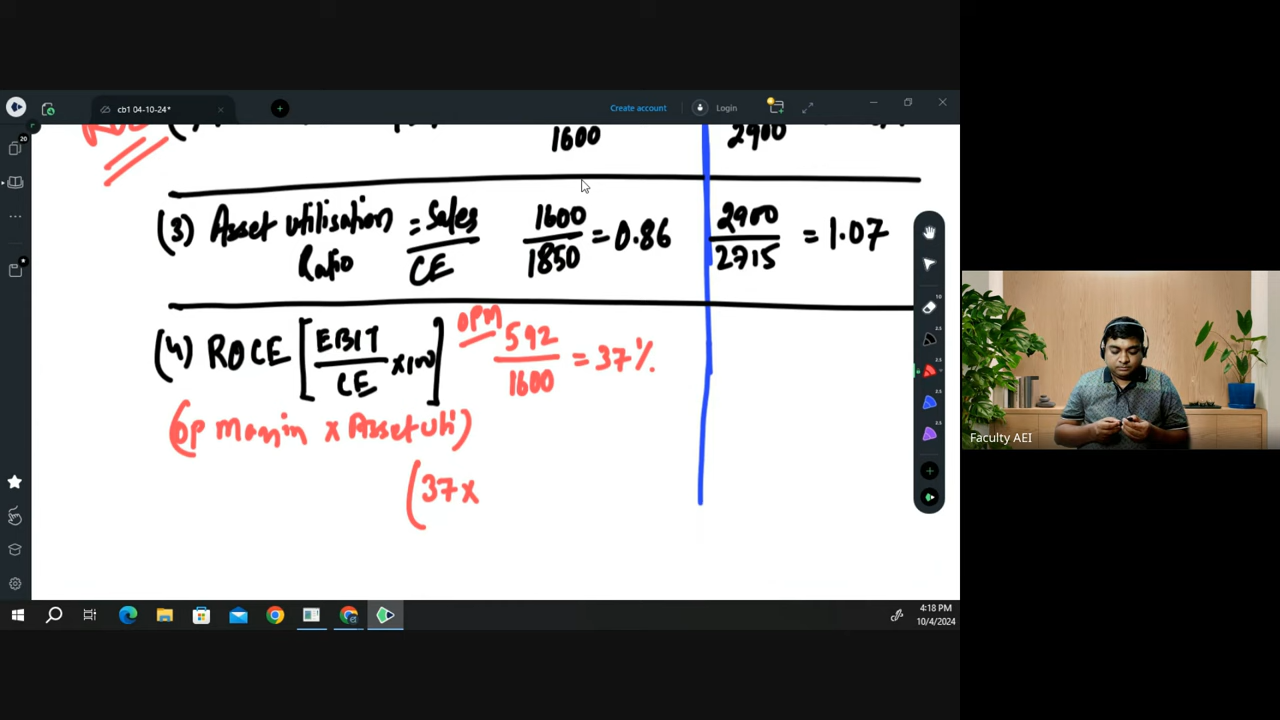 cb1 04-10-24*
Create account
Login
1600
2900
(3) Asset utilisation = Sales
Ratio CE
1600
1850 = 0.86
2900
2715 = 1.07
(4) ROCE [EBIT
CE x100]
OPM
592
1600 = 37%
(op margin x Asset uti)
(37 x
Faculty AEI
4:18 PM
10/4/2024